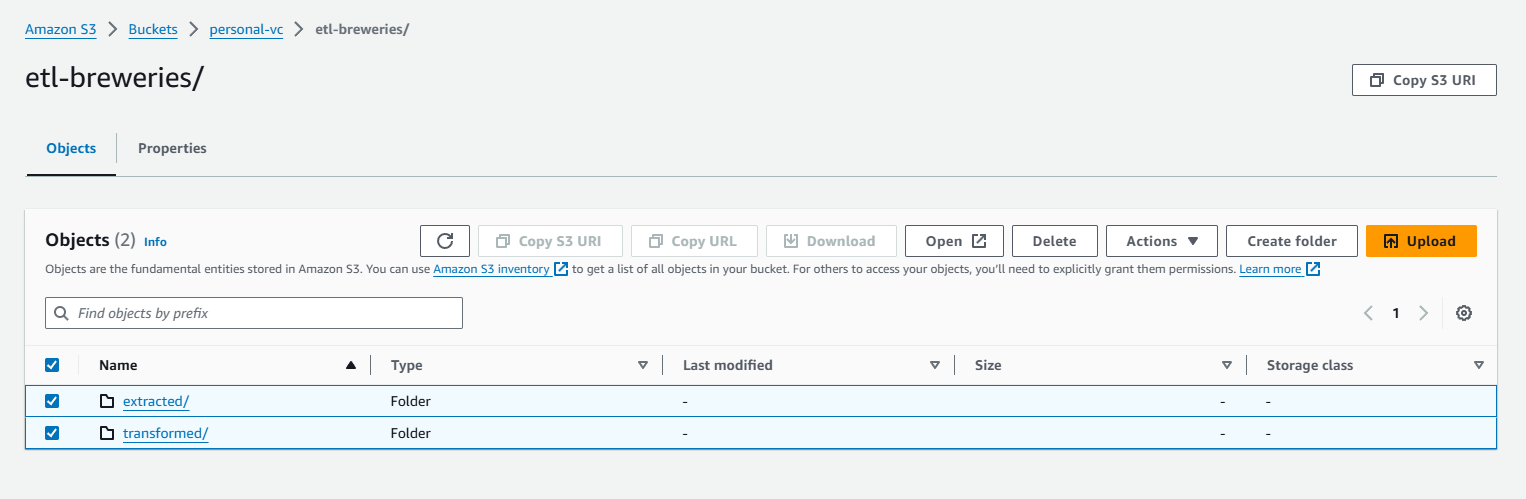 Amazon S3 > Buckets > personal-vc > etl-breweries/
etl-breweries/
Copy S3 URI
Objects Properties
Objects (2) Info
Copy S3 URI Copy URL Download Open Delete Actions Create folder Upload
Objects are the fundamental entities stored in Amazon S3. You can use Amazon S3 inventory to get a list of all objects in your bucket. For others to access your objects, you'll need to explicitly grant them permissions. Learn more
Find objects by prefix
1
Name Type Last modified Size Storage class
extracted/ Folder - - -
transformed/ Folder - - -